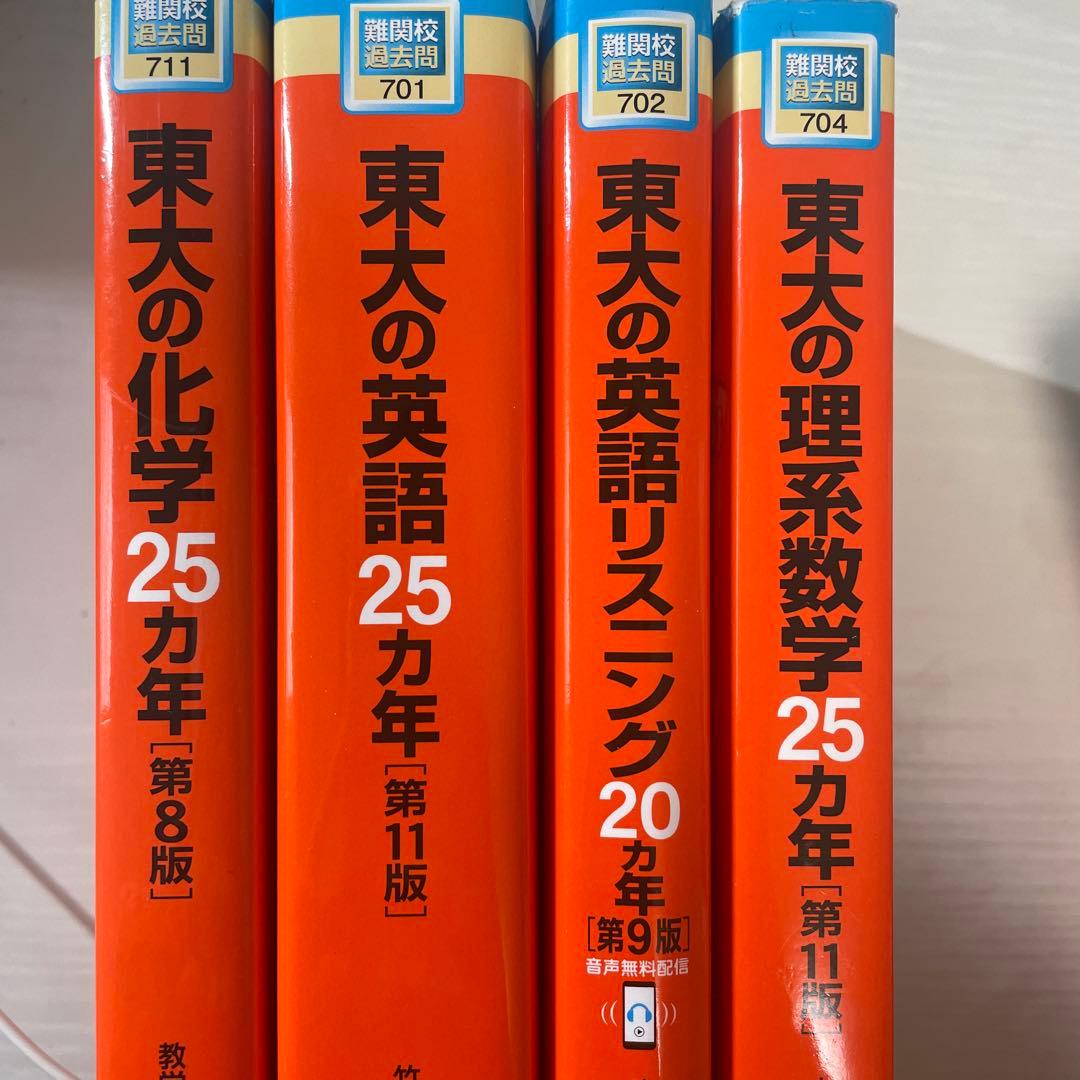 難関校
過去問
711
東大の化学25カ年[第8版]
教学
難関校
過去問
701
東大の英語25カ年[第11版]
難関校
過去問
702
東大の英語リスニング20カ年[第9版]
音声無料配信
難関校
過去問
704
東大の理系数学25カ年[第11版]